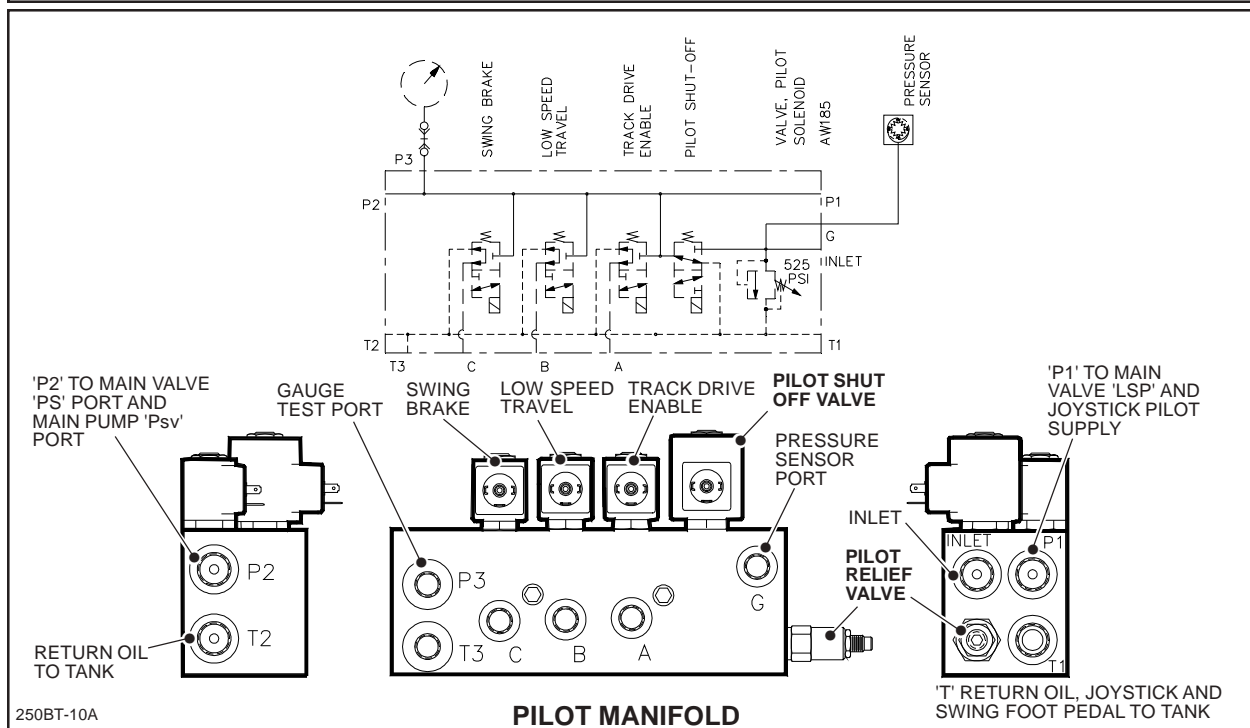 SWING BRAKE
LOW SPEED
TRAVEL
TRACK DRIVE
ENABLE
PILOT SHUT-OFF
VALVE, PILOT
SOLENOID
AW185
PRESSURE
SENSOR
P3
P2
P1
G
INLET
525
PSI
T2
T3
C
B
A
T1
'P2' TO MAIN VALVE
'PS' PORT AND
MAIN PUMP 'Psv'
PORT
GAUGE
TEST PORT
SWING
BRAKE
LOW SPEED
TRAVEL
TRACK DRIVE
ENABLE
PILOT SHUT
OFF VALVE
PRESSURE
SENSOR
PORT
'P1' TO MAIN
VALVE 'LSP' AND
JOYSTICK PILOT
SUPPLY
INLET
PILOT
RELIEF
VALVE
P2
T2
P3
T3
C
B
A
G
INLET
P1
T1
RETURN OIL
TO TANK
'T' RETURN OIL, JOYSTICK AND
SWING FOOT PEDAL TO TANK
250BT-10A
PILOT MANIFOLD